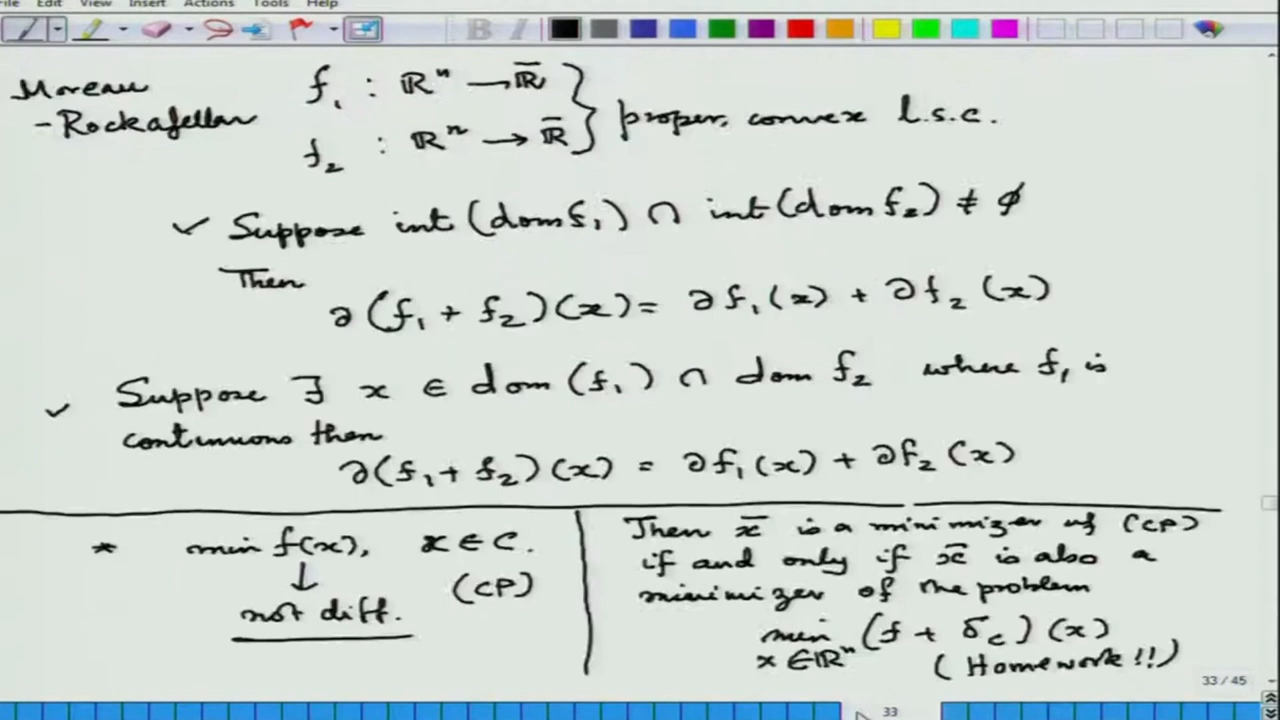 File Edit View Insert Actions Tools Help
Moreau
- Rockafellar
f₁ : ℝⁿ → ℝ̄
f₂ : ℝⁿ → ℝ̄
} proper, convex l.s.c.
✓ Suppose int (dom f₁) ∩ int (dom f₂) ≠ ∅
Then
∂ (f₁ + f₂)(x) = ∂f₁(x) + ∂f₂(x)
✓ Suppose ∃ x ∈ dom (f₁) ∩ dom f₂ where f₁ is
continuous then
∂(f₁ + f₂)(x) = ∂f₁(x) + ∂f₂(x)
* min f(x), x ∈ C.
↓ (CP)
not diff.
Then x̄ is a minimizer of (CP)
if and only if x̄ is also a
minimizer of the problem
min (f + δ_c)(x)
x ∈ ℝⁿ (Homework!!)
33 / 45
33